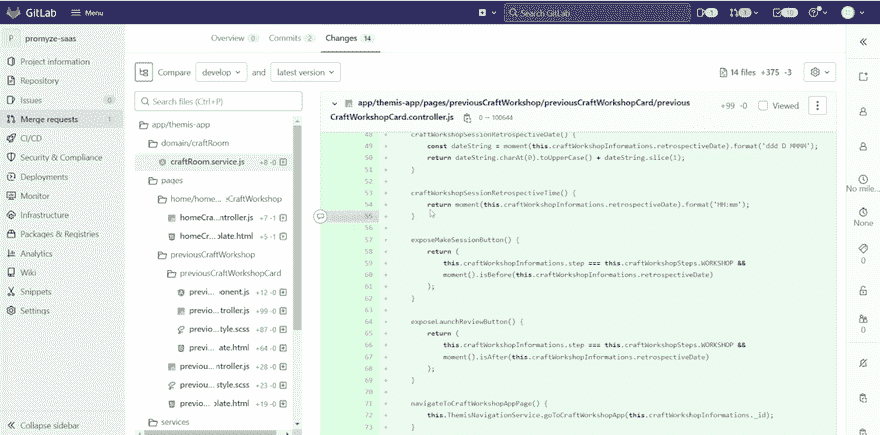 GitLab
Menu
Search GitLab
1
1
10
P
promyze-saas
Project information
Repository
Issues
0
Merge requests
1
CI/CD
Security & Compliance
Deployments
Monitor
Infrastructure
Packages & Registries
Analytics
Wiki
Snippets
Settings
Collapse sidebar
Overview 0
Commits 2
Changes 14
Compare develop and latest version
14 files +375 -3
Search files (Ctrl+P)
app/themis-app
domain/craftRoom
craftRoom.service.js +8 -0
pages
home/home…CraftWorkshop
homeCra…ntroller.js +7 -1
homeC…plate.html +5 -1
previousCraftWorkshop
previousCraftWorkshopCard
previ…ponent.js +12 -0
previ…troller.js +99 -0
previ…tyle.scss +87 -0
previ…ate.html +64 -0
previous…ntroller.js +28 -0
previous…style.scss +23 -0
previous…plate.html +19 -0
services
app/themis-app/pages/previousCraftWorkshop/previousCraftWorkshopCard/previous
CraftWorkshopCard.controller.js
0 → 100644
+99 -0
Viewed
48 + craftWorkshopSessionRetrospectiveDate() {
49 + const dateString = moment(this.craftWorkshopInformations.retrospectiveDate).format('ddd D MMMM');
50 + return dateString.charAt(0).toUpperCase() + dateString.slice(1);
51 + }
52 +
53 + craftWorkshopSessionRetrospectiveTime() {
54 + return moment(this.craftWorkshopInformations.retrospectiveDate).format('HH:mm');
55 + }
56 +
57 + exposeMakeSessionButton() {
58 + return (
59 + this.craftWorkshopInformations.step === this.craftWorkshopSteps.WORKSHOP &&
60 + moment().isBefore(this.craftWorkshopInformations.retrospectiveDate)
61 + );
62 + }
63 +
64 + exposeLaunchReviewButton() {
65 + return (
66 + this.craftWorkshopInformations.step === this.craftWorkshopSteps.WORKSHOP &&
67 + moment().isAfter(this.craftWorkshopInformations.retrospectiveDate)
68 + );
69 + }
70 +
71 + navigateToCraftWorkshopAppPage() {
72 + this.ThemisNavigationService.goToCraftWorkshopApp(this.craftWorkshopInformations._id);
73 + }
No mile…
None
0
0